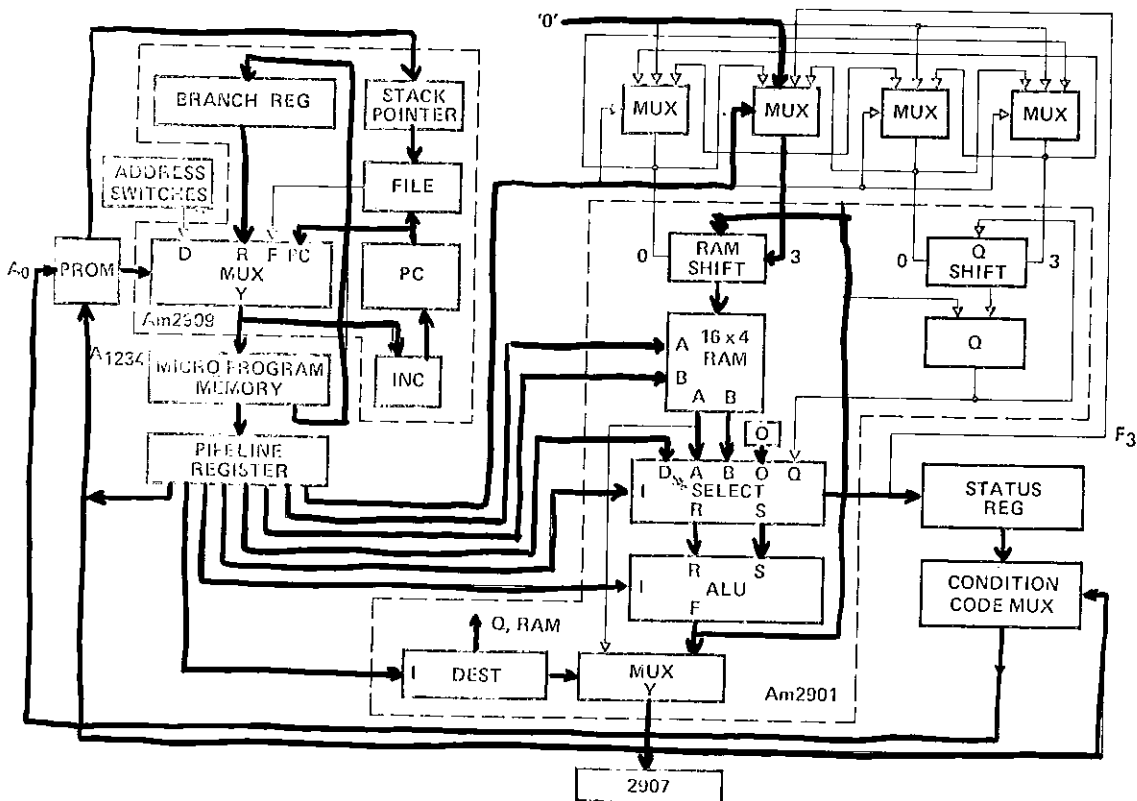 '0'
BRANCH REG
STACK
POINTER
MUX
MUX
MUX
MUX
ADDRESS
SWITCHES
FILE
A0
PROM
D R F PC
MUX
Y
PC
Am2909
0
RAM
SHIFT
3
0
Q
SHIFT
3
A1234
MICRO PROGRAM
MEMORY
INC
A
B
16 x 4
RAM
A B
Q
PIPELINE
REGISTER
O
F3
D A B O Q
I
SELECT
R S
STATUS
REG
R S
I
ALU
F
CONDITION
CODE MUX
Q, RAM
I
DEST
MUX
Y
Am2901
2907